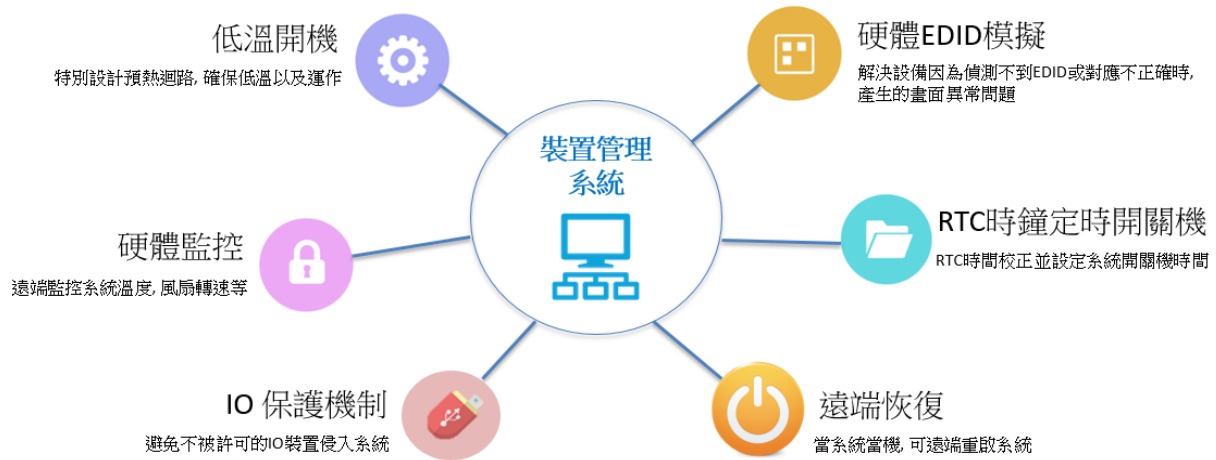 低溫開機
特別設計預熱迴路, 確保低溫以及運作
硬體EDID模擬
解決設備因為偵測不到EDID或對應不正確時,
產生的畫面異常問題
裝置管理
系統
硬體監控
遠端監控系統溫度, 風扇轉速等
RTC時鐘定時開關機
RTC時間校正並設定系統開關機時間
IO 保護機制
避免不被許可的IO裝置侵入系統
遠端恢復
當系統當機, 可遠端重啟系統